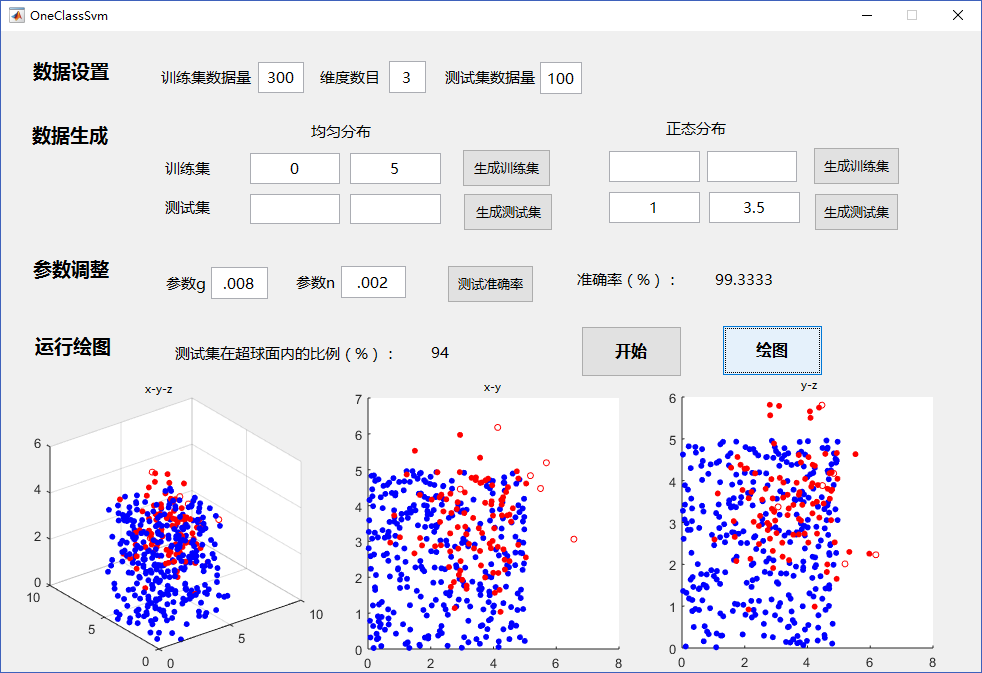 OneClassSvm
数据设置 训练集数据量 300 维度数目 3 测试集数据量 100
数据生成 均匀分布 正态分布
训练集 0 5 生成训练集 生成训练集
测试集 生成测试集 1 3.5 生成测试集
参数调整 参数g .008 参数n .002 测试准确率 准确率（%）： 99.3333
运行绘图 测试集在超球面内的比例（%）： 94 开始 绘图
x-y-z
6
4
2
0
10
5
0
0
5
10
x-y
7
6
5
4
3
2
1
0
0 2 4 6 8
y-z
6
5
4
3
2
1
0
0 2 4 6 8